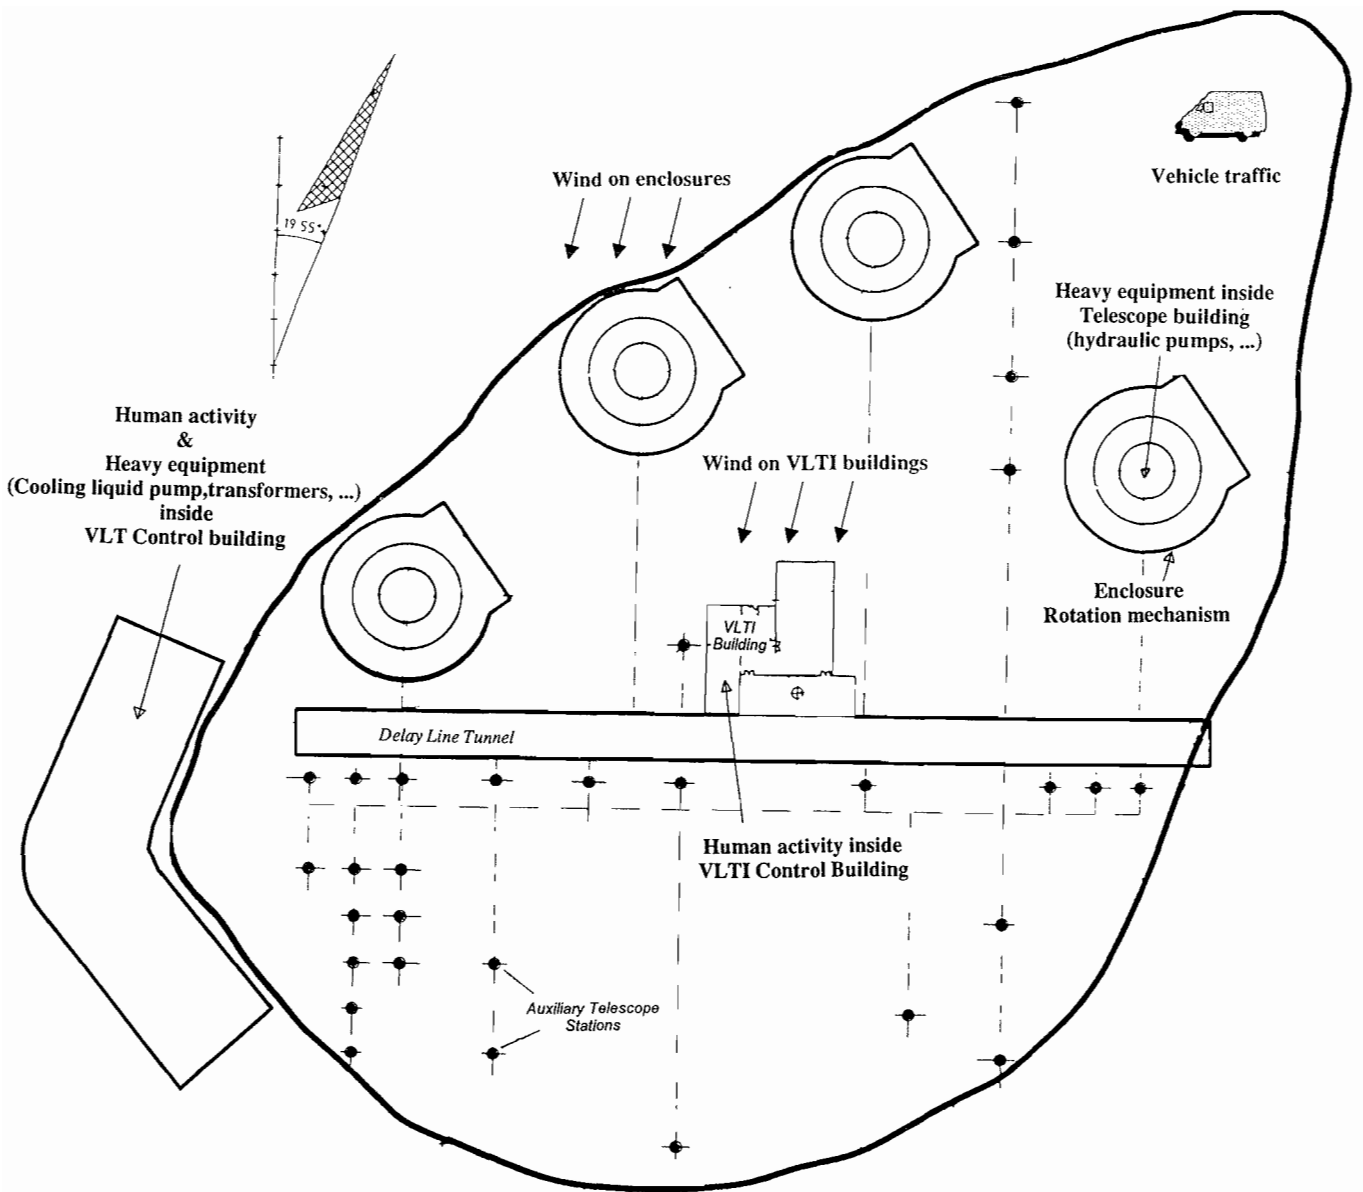 Wind on enclosures
Vehicle traffic
19 55°
Heavy equipment inside
Telescope building
(hydraulic pumps, ...)
Human activity
&
Heavy equipment
(Cooling liquid pump,transformers, ...)
inside
VLT Control building
Wind on VLTI buildings
Enclosure
Rotation mechanism
VLTI
Building
Delay Line Tunnel
Human activity inside
VLTI Control Building
Auxiliary Telescope
Stations